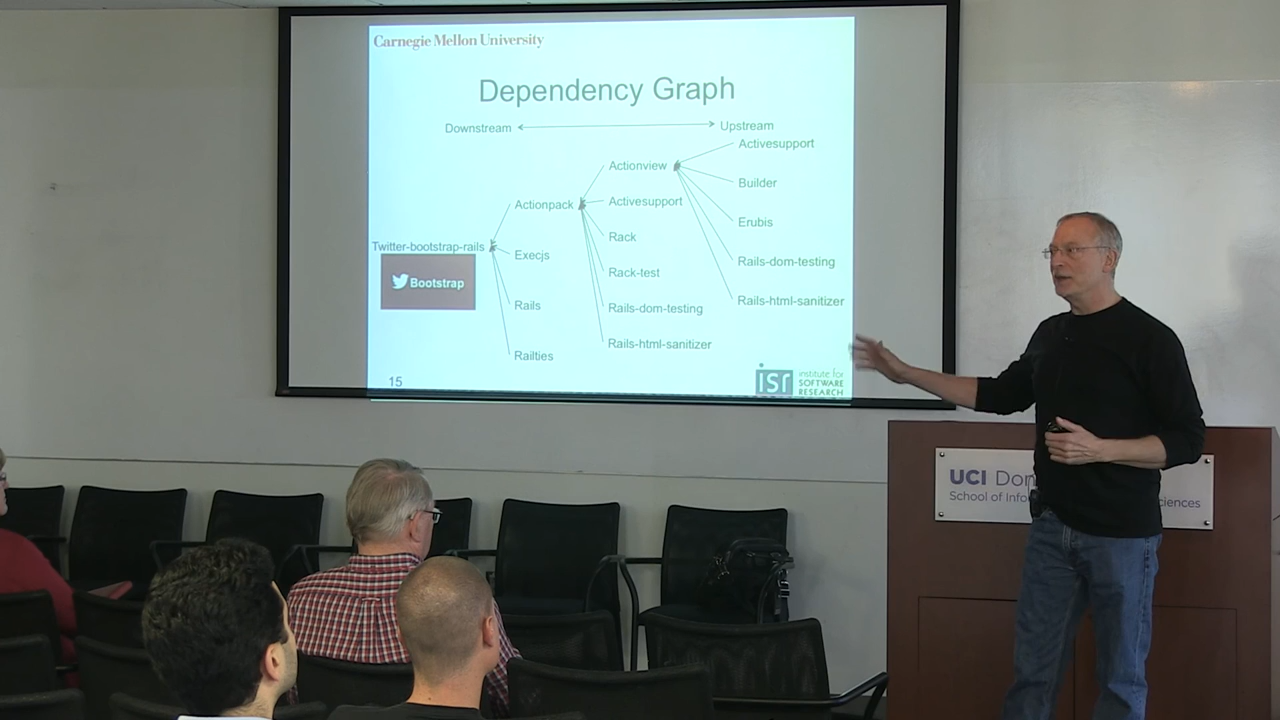 Carnegie Mellon University
Dependency Graph
Downstream
Upstream
Activesupport
Actionview
Builder
Actionpack
Activesupport
Erubis
Rack
Twitter-bootstrap-rails
Execjs
Rails-dom-testing
Rack-test
Bootstrap
Rails
Rails-dom-testing
Rails-html-sanitizer
Rails-html-sanitizer
Railties
15
isr institute for
SOFTWARE
RESEARCH
UCI
School of